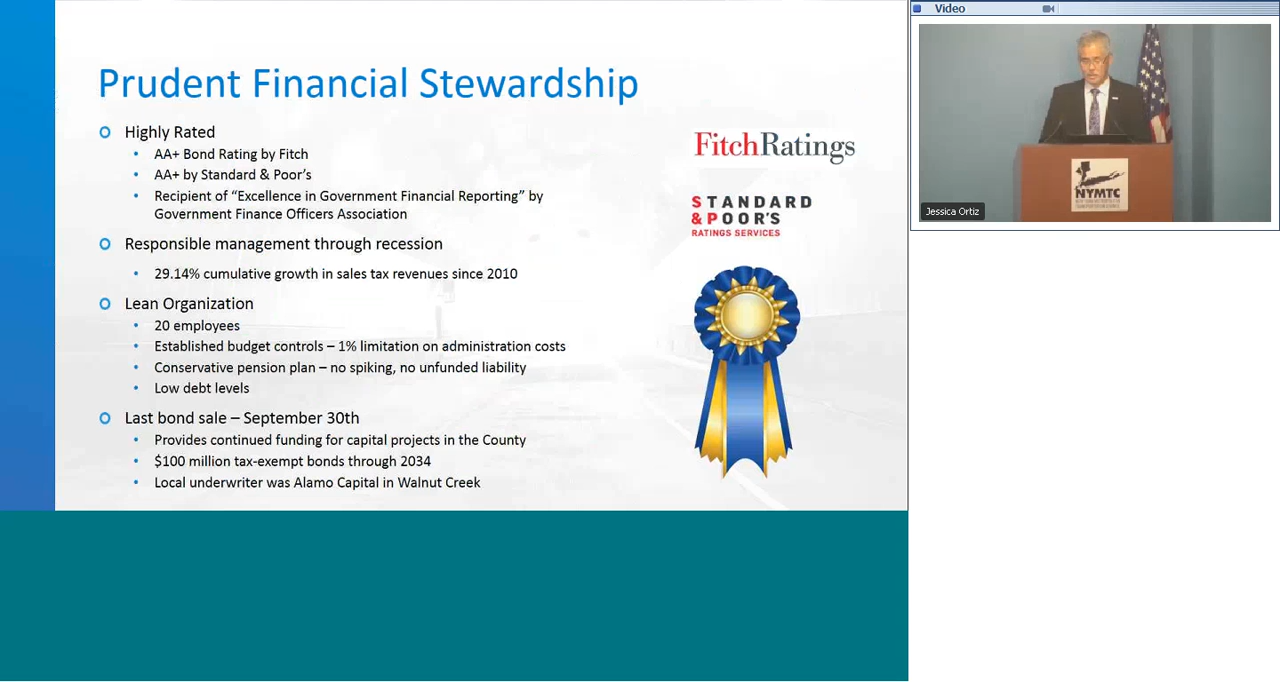 Prudent Financial Stewardship
Highly Rated
AA+ Bond Rating by Fitch
AA+ by Standard & Poor's
Recipient of “Excellence in Government Financial Reporting” by
Government Finance Officers Association
Responsible management through recession
29.14% cumulative growth in sales tax revenues since 2010
Lean Organization
20 employees
Established budget controls – 1% limitation on administration costs
Conservative pension plan – no spiking, no unfunded liability
Low debt levels
Last bond sale – September 30th
Provides continued funding for capital projects in the County
$100 million tax-exempt bonds through 2034
Local underwriter was Alamo Capital in Walnut Creek
FitchRatings
STANDARD
&POOR'S
RATINGS SERVICES
Video
NYMTC
Jessica Ortiz